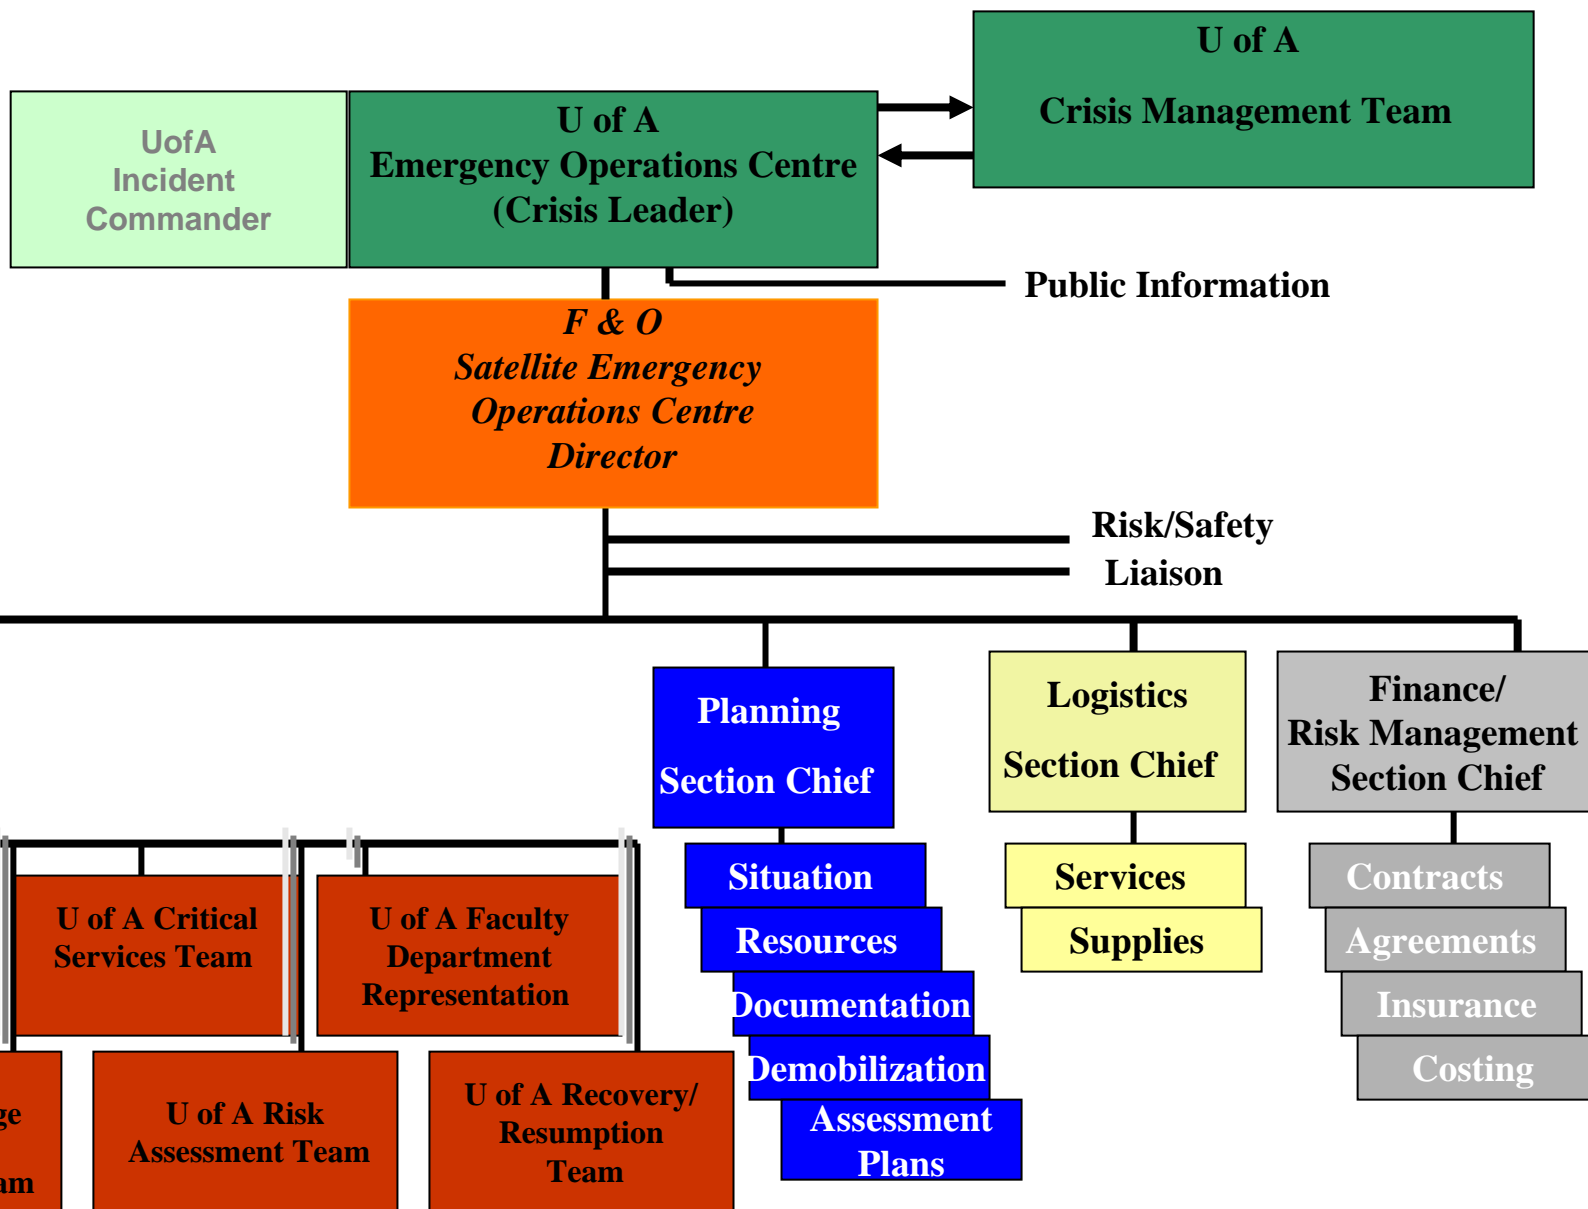 U of A
Crisis Management Team
UofA
Incident
Commander
U of A
Emergency Operations Centre
(Crisis Leader)
Public Information
F & O
Satellite Emergency
Operations Centre
Director
Risk/Safety
Liaison
Planning
Section Chief
Logistics
Section Chief
Finance/
Risk Management
Section Chief
Situation
Resources
Documentation
Demobilization
Assessment
Plans
Services
Supplies
Contracts
Agreements
Insurance
Costing
U of A Critical
Services Team
U of A Faculty
Department
Representation
U of A Risk
Assessment Team
U of A Recovery/
Resumption
Team